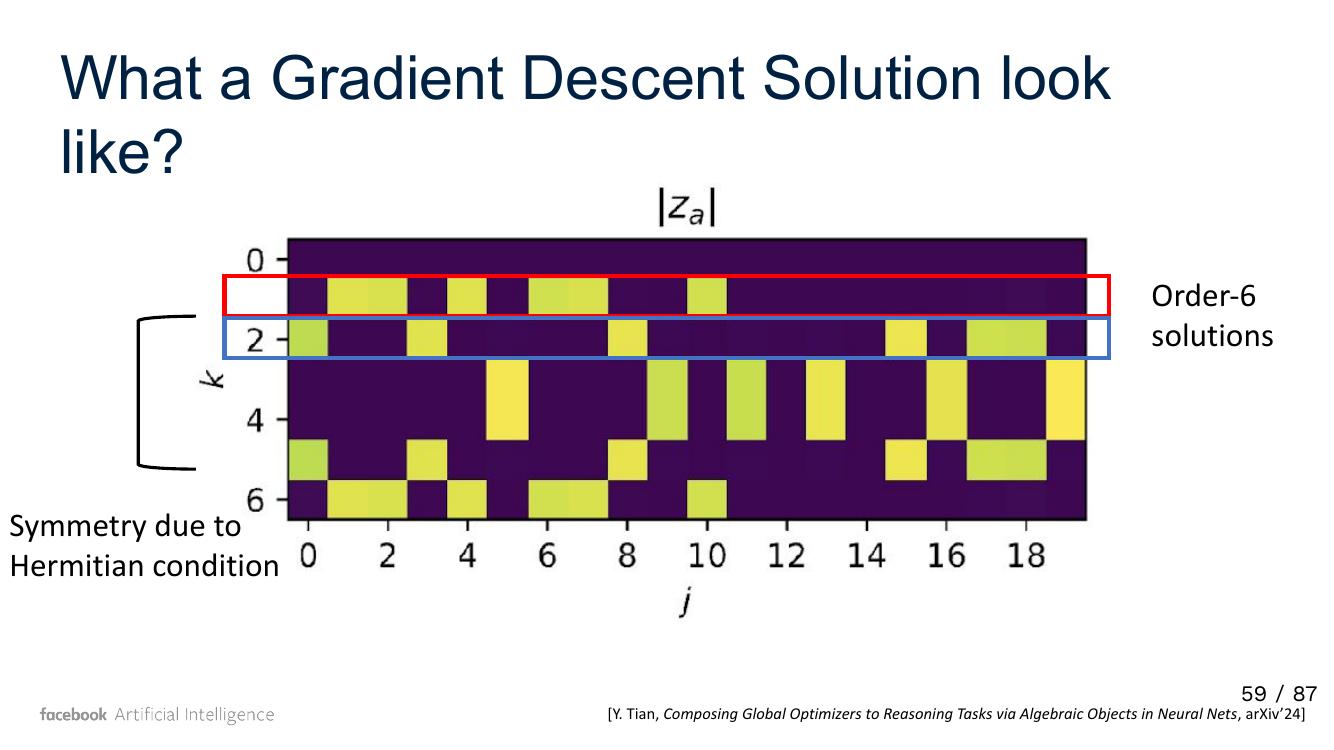 What a Gradient Descent Solution look
like?
|z_a|
0
2
4
6
k
Order-6
solutions
Symmetry due to
Hermitian condition
0 2 4 6 8 10 12 14 16 18
j
59 / 87
facebook Artificial Intelligence
[Y. Tian, Composing Global Optimizers to Reasoning Tasks via Algebraic Objects in Neural Nets, arXiv'24]